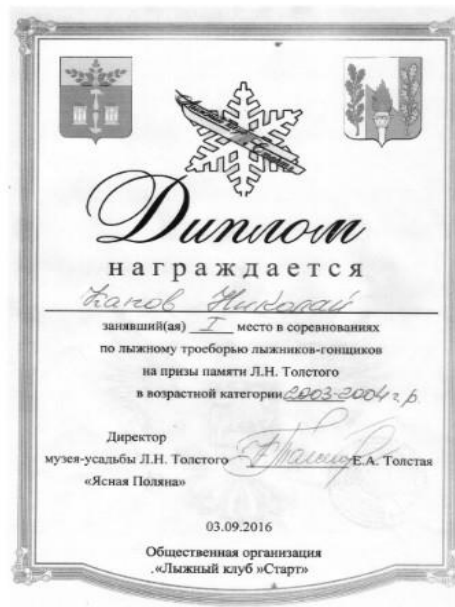 Диплом
награждается
Николай
занявший(ая) I место в соревнованиях
по лыжному троеборью лыжников-гонщиков
на призы памяти Л.Н. Толстого
в возрастной категории 2003-2004 г.р.
Директор
музея-усадьбы Л.Н. Толстого Е.А. Толстая
«Ясная Поляна»
03.09.2016
Общественная организация
.«Лыжный клуб »Старт»